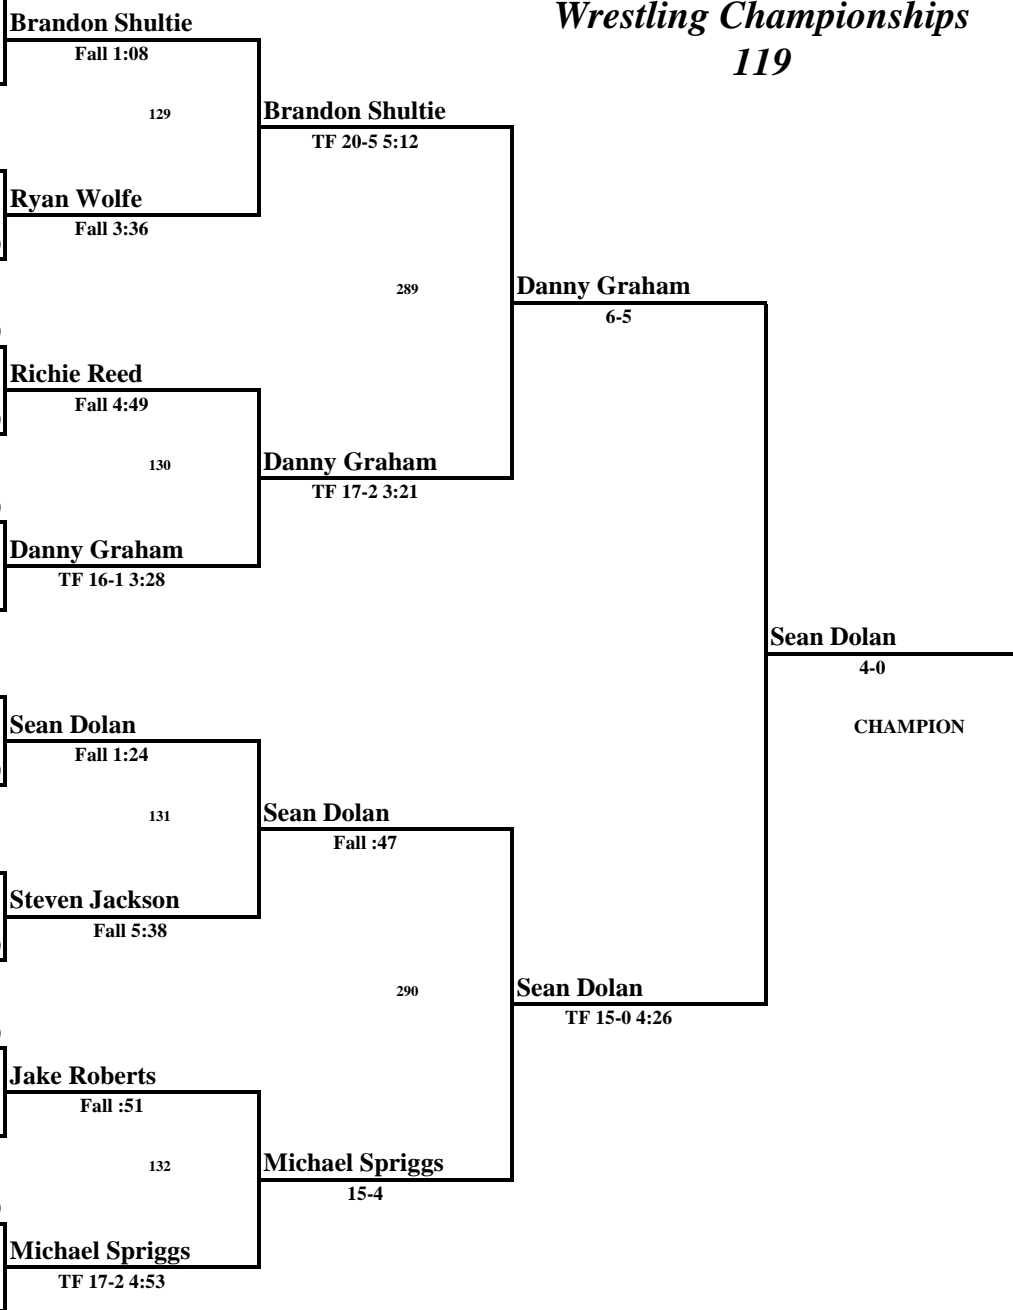 Wrestling Championships
119
Brandon Shultie
Fall 1:08
129
Brandon Shultie
TF 20-5 5:12
Ryan Wolfe
Fall 3:36
289
Danny Graham
6-5
Richie Reed
Fall 4:49
130
Danny Graham
TF 17-2 3:21
Danny Graham
TF 16-1 3:28
Sean Dolan
4-0
CHAMPION
Sean Dolan
Fall 1:24
131
Sean Dolan
Fall :47
Steven Jackson
Fall 5:38
290
Sean Dolan
TF 15-0 4:26
Jake Roberts
Fall :51
132
Michael Spriggs
15-4
Michael Spriggs
TF 17-2 4:53